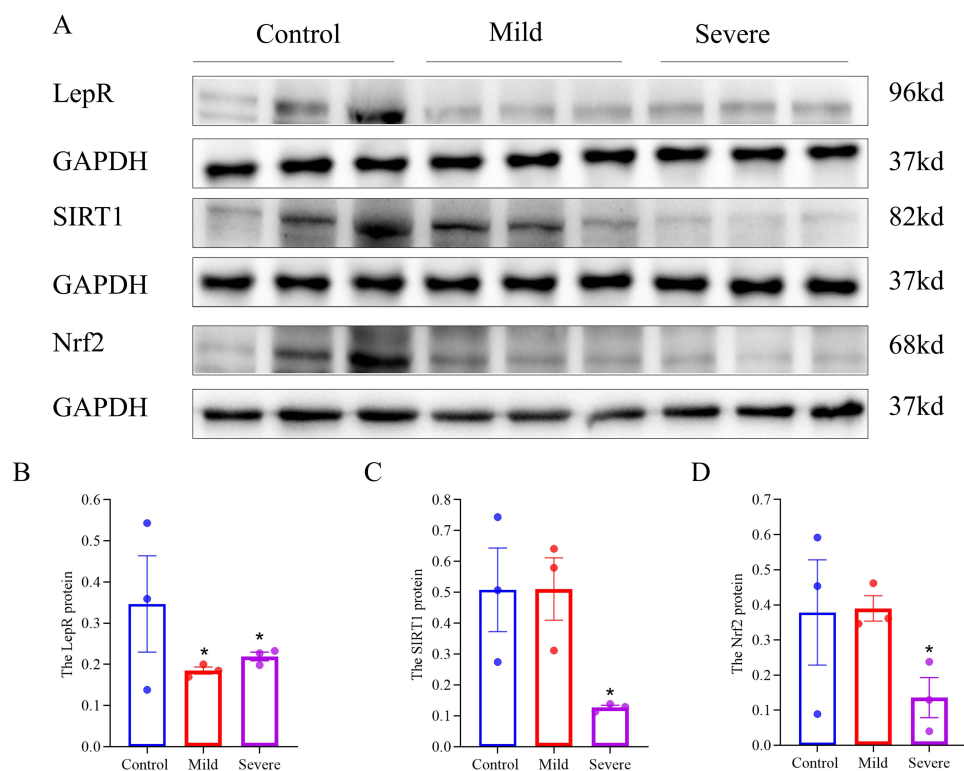 A
Control Mild Severe
LepR 96kd
GAPDH 37kd
SIRT1 82kd
GAPDH 37kd
Nrf2 68kd
GAPDH 37kd
B
The LepR protein
0.6
0.5
0.4
0.3
0.2
0.1
0.0
*
*
Control Mild Severe
C
The SIRT1 protein
0.8
0.7
0.6
0.5
0.4
0.3
0.2
0.1
0.0
*
Control Mild Severe
D
The Nrf2 protein
0.7
0.6
0.5
0.4
0.3
0.2
0.1
0.0
*
Control Mild Severe